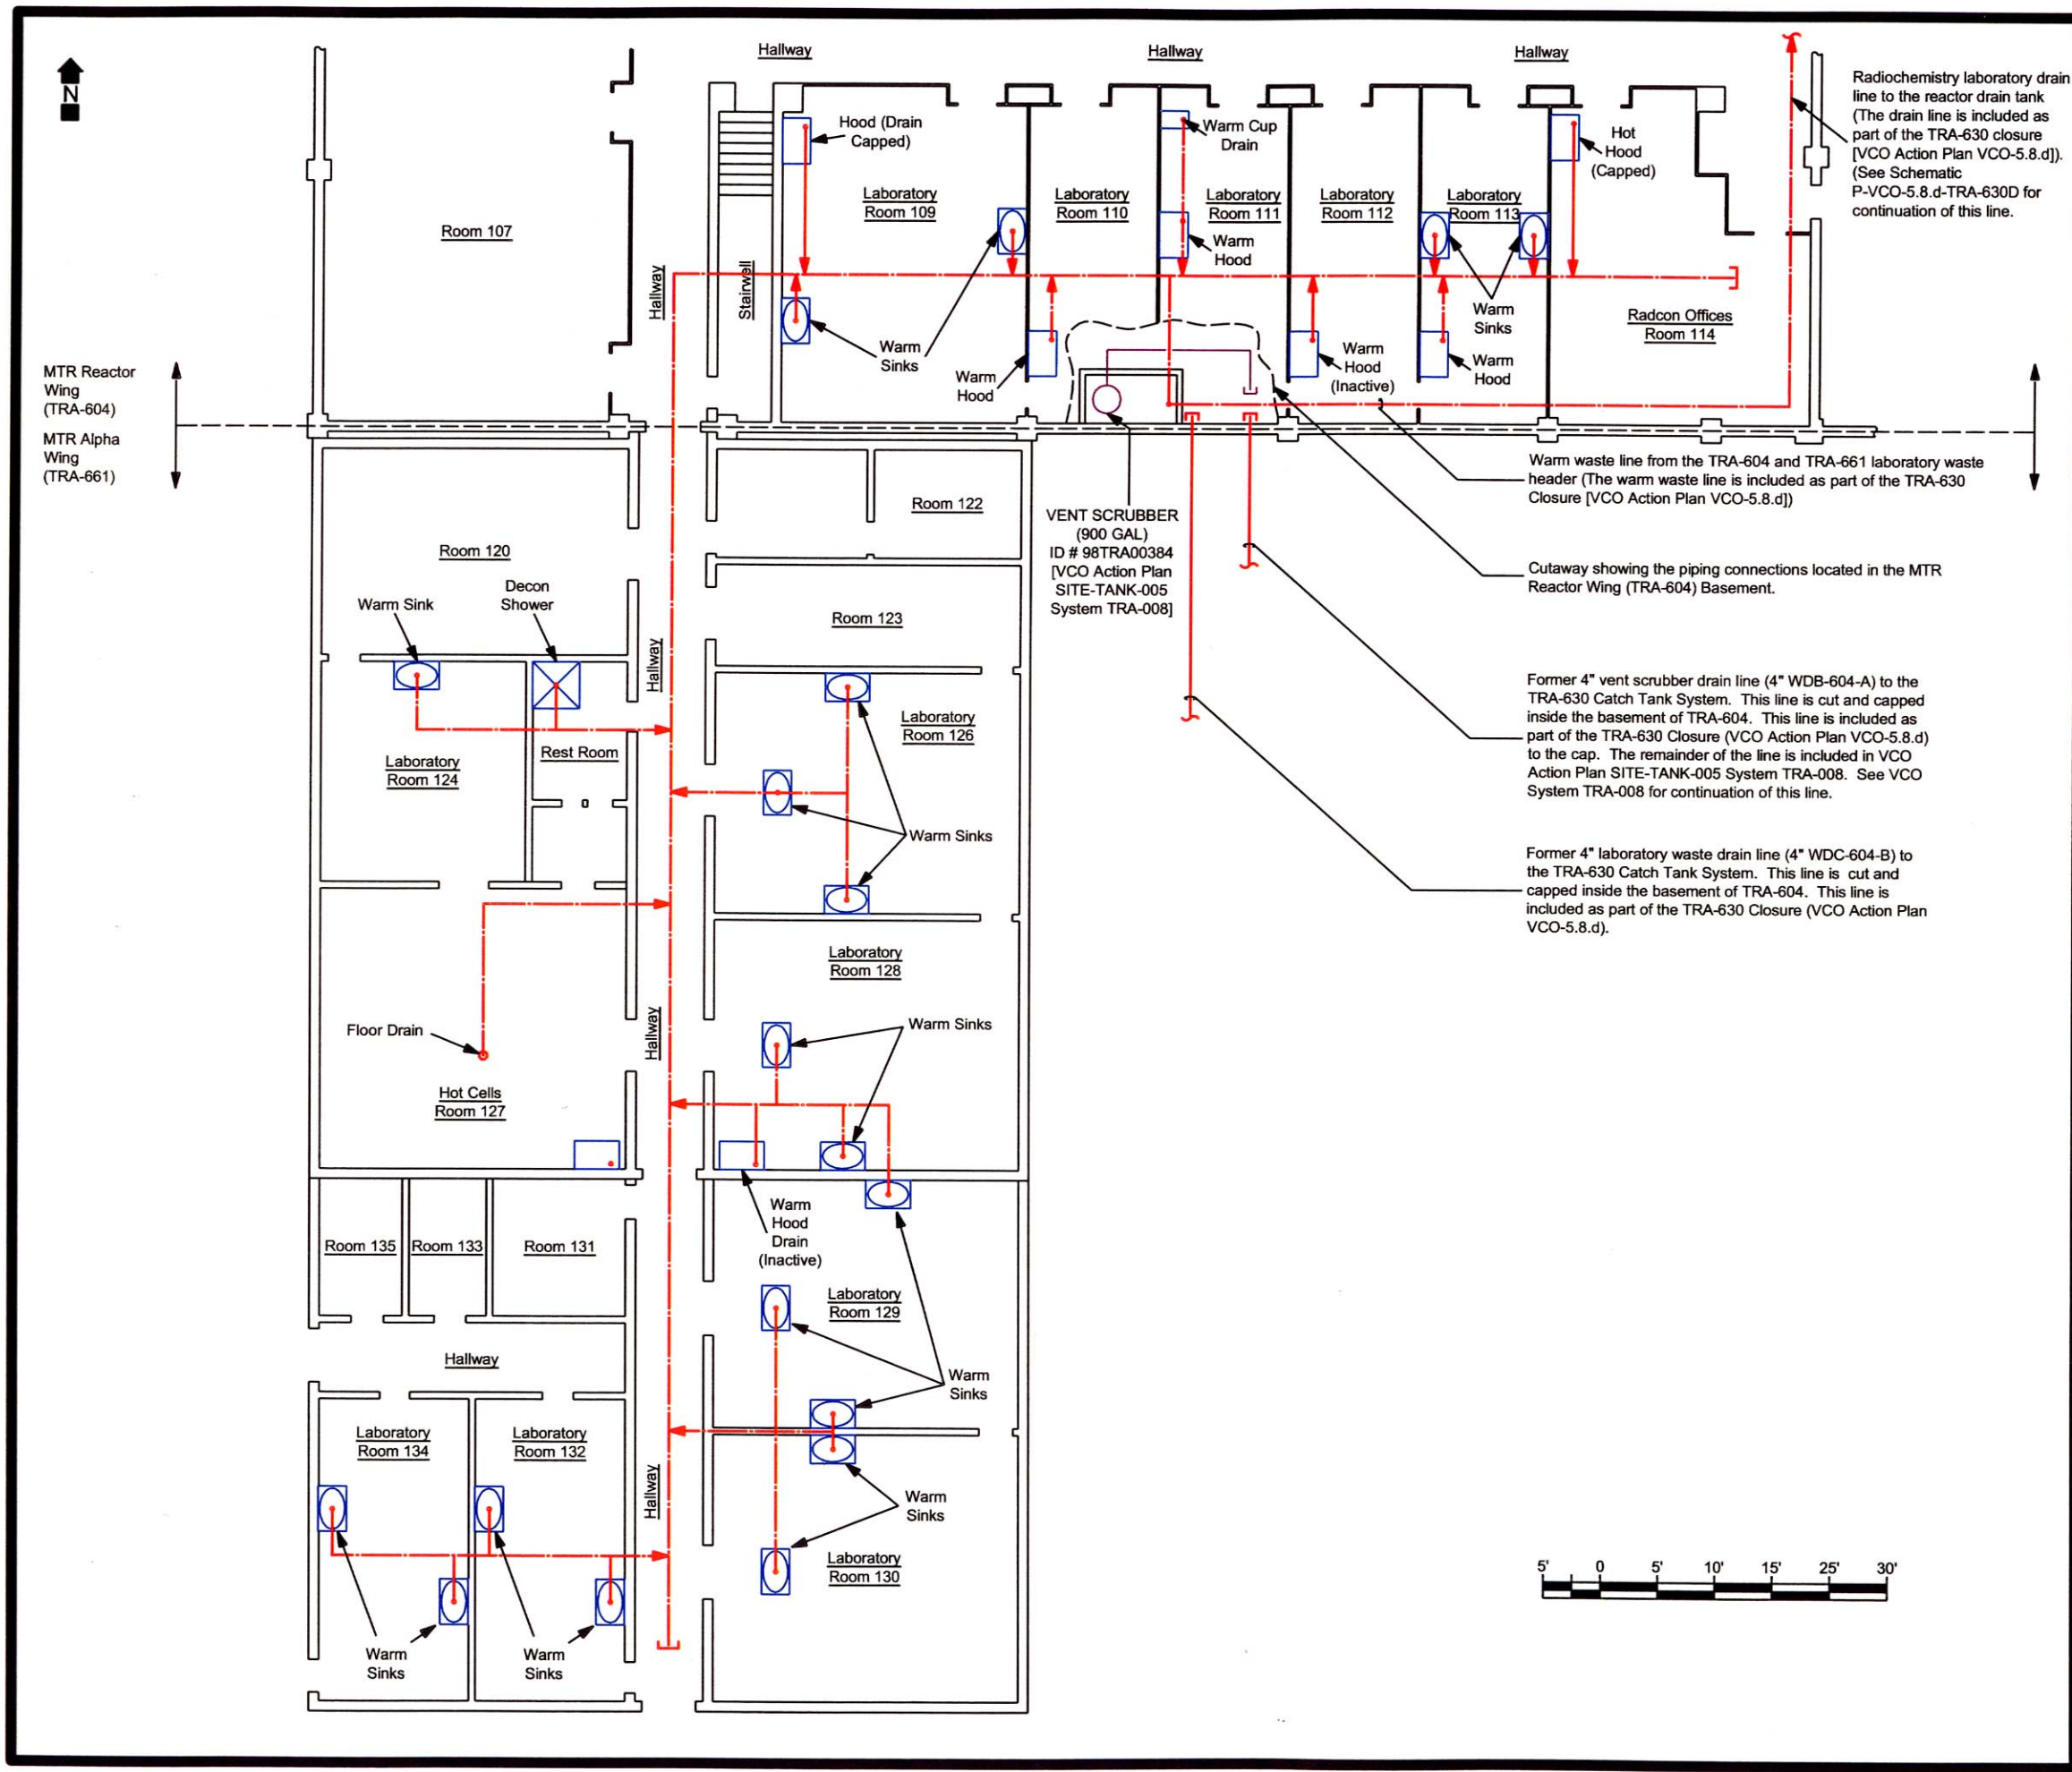 N
Hallway
Hallway
Hallway
Radiochemistry laboratory drain
line to the reactor drain tank
(The drain line is included as
part of the TRA-630 closure
[VCO Action Plan VCO-5.8.d]).
(See Schematic
P-VCO-5.8.d-TRA-630D for
continuation of this line.
Hood (Drain
Capped)
Warm Cup
Drain
Hot
Hood
(Capped)
Room 107
Hallway
Stairwell
Laboratory
Room 109
Laboratory
Room 110
Laboratory
Room 111
Laboratory
Room 112
Laboratory
Room 113
Warm
Hood
Warm
Sinks
Warm
Sinks
Radcon Offices
Room 114
Warm
Hood
Warm
Hood
(Inactive)
Warm
Hood
MTR Reactor
Wing
(TRA-604)
MTR Alpha
Wing
(TRA-661)
Warm waste line from the TRA-604 and TRA-661 laboratory waste
header (The warm waste line is included as part of the TRA-630
Closure [VCO Action Plan VCO-5.8.d])
Room 122
VENT SCRUBBER
(900 GAL)
ID # 98TRA00384
[VCO Action Plan
SITE-TANK-005
System TRA-008]
Cutaway showing the piping connections located in the MTR
Reactor Wing (TRA-604) Basement.
Room 120
Warm Sink
Decon
Shower
Room 123
Hallway
Former 4" vent scrubber drain line (4" WDB-604-A) to the
TRA-630 Catch Tank System. This line is cut and capped
inside the basement of TRA-604. This line is included as
part of the TRA-630 Closure (VCO Action Plan VCO-5.8.d)
to the cap. The remainder of the line is included in VCO
Action Plan SITE-TANK-005 System TRA-008. See VCO
System TRA-008 for continuation of this line.
Laboratory
Room 126
Rest Room
Laboratory
Room 124
Warm Sinks
Former 4" laboratory waste drain line (4" WDC-604-B) to
the TRA-630 Catch Tank System. This line is cut and
capped inside the basement of TRA-604. This line is
included as part of the TRA-630 Closure (VCO Action Plan
VCO-5.8.d).
Laboratory
Room 128
Floor Drain
Hallway
Warm Sinks
Hot Cells
Room 127
Warm
Hood
Drain
(Inactive)
Room 135
Room 133
Room 131
Laboratory
Room 129
Hallway
Warm
Sinks
Laboratory
Room 134
Laboratory
Room 132
Hallway
Warm
Sinks
Laboratory
Room 130
Warm
Sinks
Warm
Sinks
5' 0 5' 10' 15' 25' 30'